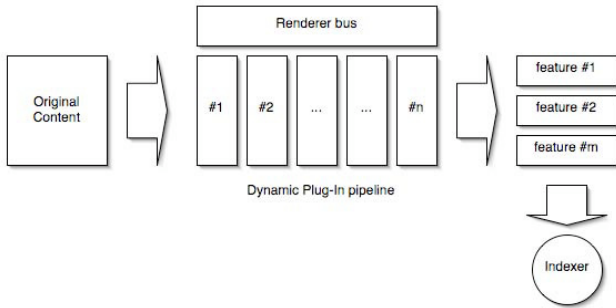 Renderer bus
Original
Content
#1 #2 ... ... #n
feature #1
feature #2
feature #m
Dynamic Plug-In pipeline
Indexer